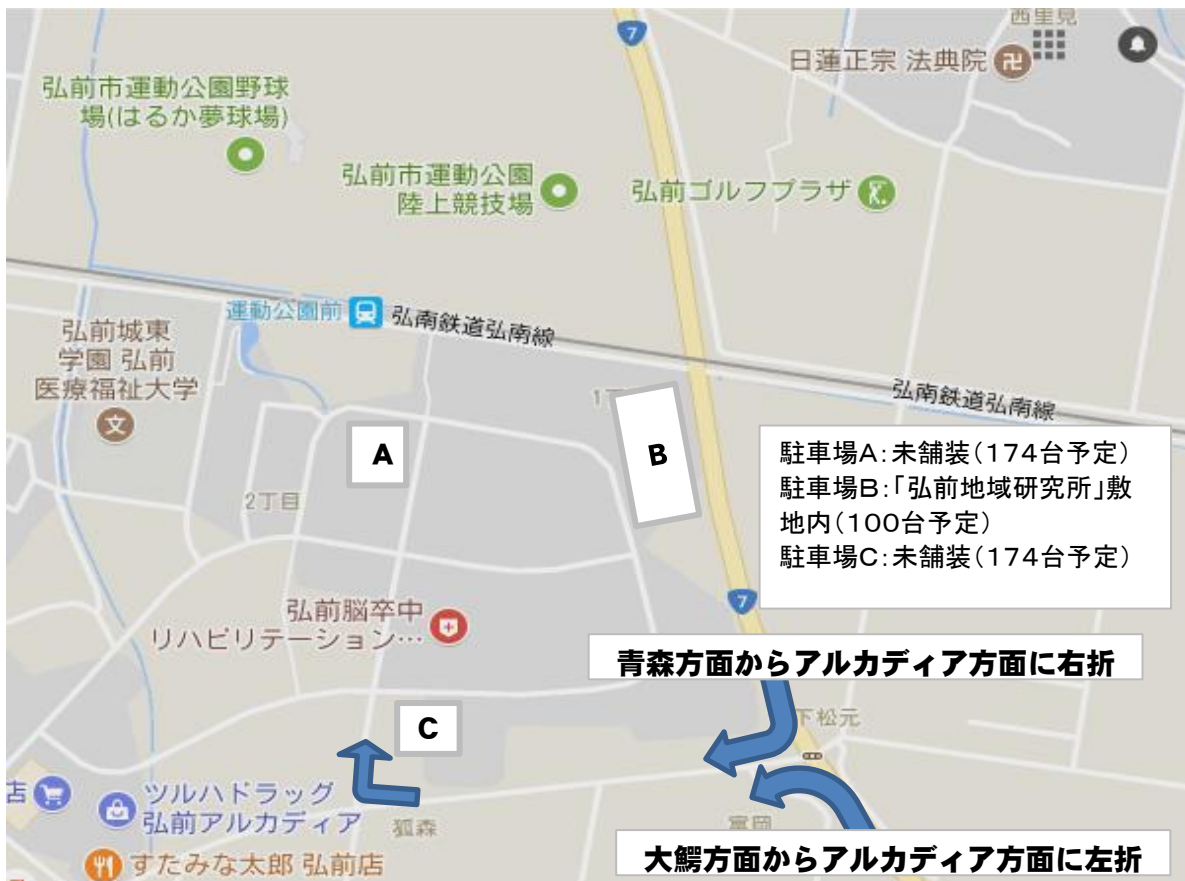 7
西里見
日蓮正宗 法典院
卍
弘前市運動公園野球
場(はるか夢球場)
弘前市運動公園
陸上競技場
弘前ゴルフプラザ
運動公園前
弘南鉄道弘南線
弘前城東
学園 弘前
医療福祉大学
文
弘南鉄道弘南線
A
B
2丁目
駐車場A:未舗装(174台予定)
駐車場B:「弘前地域研究所」敷
地内(100台予定)
駐車場C:未舗装(174台予定)
7
弘前脳卒中
リハビリテーション…
青森方面からアルカディア方面に右折
C
下松元
店
ツルハドラッグ
弘前アルカディア
狐森
富岡
すたみな太郎 弘前店
大鰐方面からアルカディア方面に左折